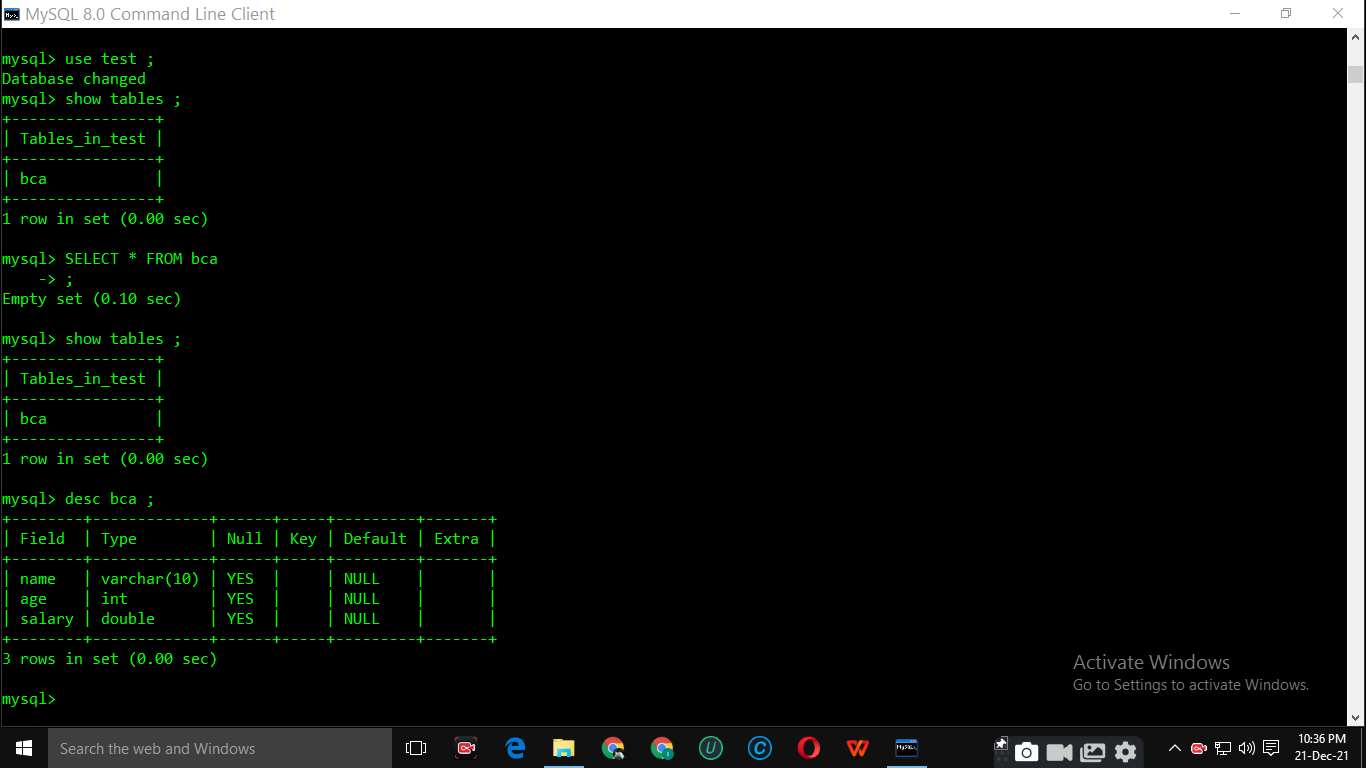 MySQL 8.0 Command Line Client
mysql> use test ;
Database changed
mysql> show tables ;
+----------------+
| Tables_in_test |
+----------------+
| bca            |
+----------------+
1 row in set (0.00 sec)
mysql> SELECT * FROM bca
    -> ;
Empty set (0.10 sec)
mysql> show tables ;
+----------------+
| Tables_in_test |
+----------------+
| bca            |
+----------------+
1 row in set (0.00 sec)
mysql> desc bca ;
+--------+-------------+------+-----+---------+-------+
| Field  | Type        | Null | Key | Default | Extra |
+--------+-------------+------+-----+---------+-------+
| name   | varchar(10) | YES  |     | NULL    |       |
| age    | int         | YES  |     | NULL    |       |
| salary | double      | YES  |     | NULL    |       |
+--------+-------------+------+-----+---------+-------+
3 rows in set (0.00 sec)
mysql>
Activate Windows
Go to Settings to activate Windows.
Search the web and Windows
10:36 PM
21-Dec-21